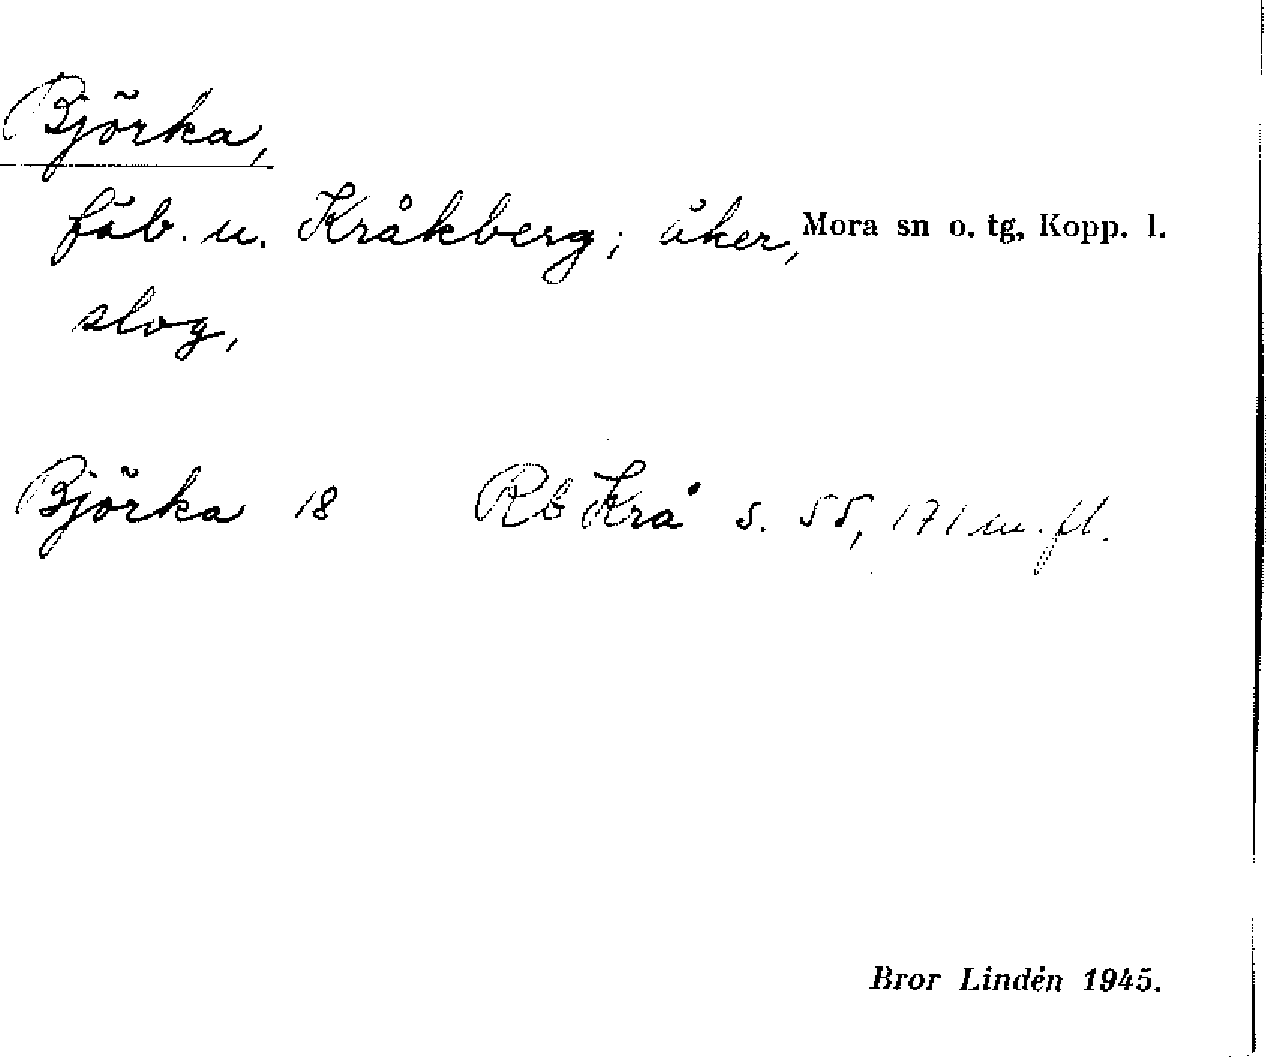 Björka,
fäb. u. Kråkberg; åker, Mora sn o. tg, Kopp. l.
slog,
Björka 18 Rb Krå s. 55, 171 m. fl.
Bror Lindén 1945.